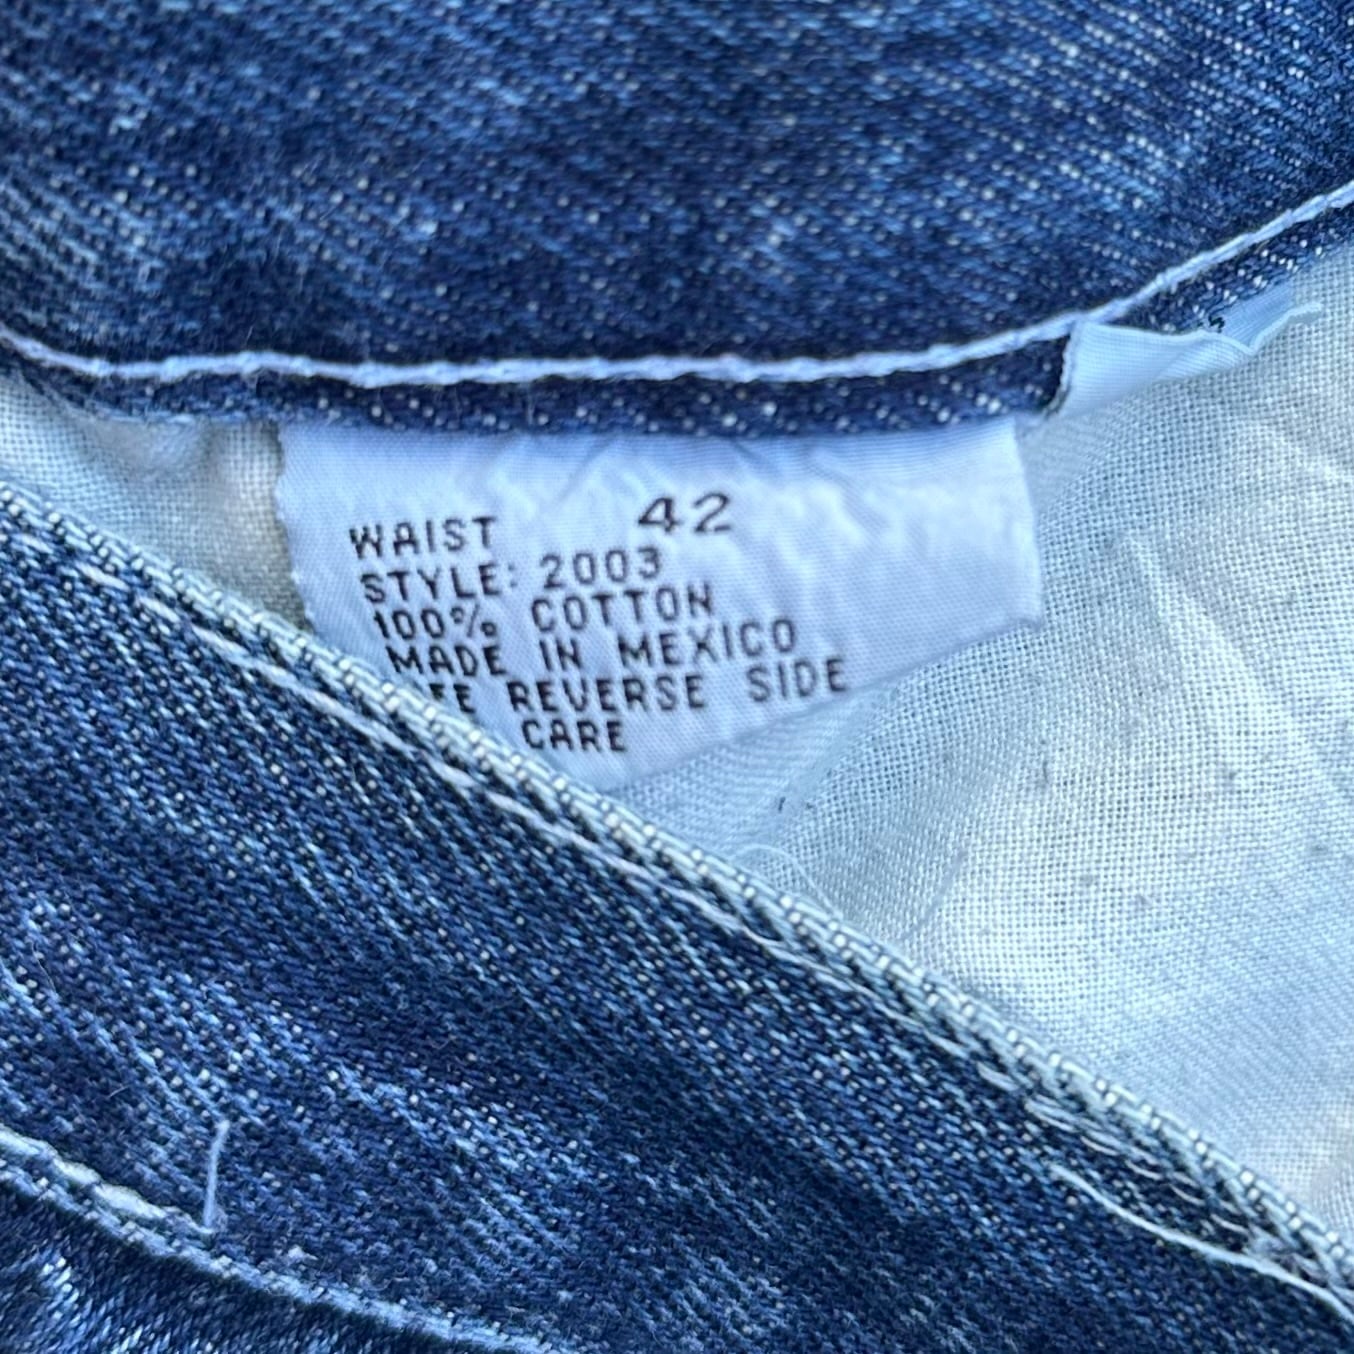 WAIST 42
STYLE: 2003
100% COTTON
MADE IN MEXICO
REVERSE SIDE
CARE